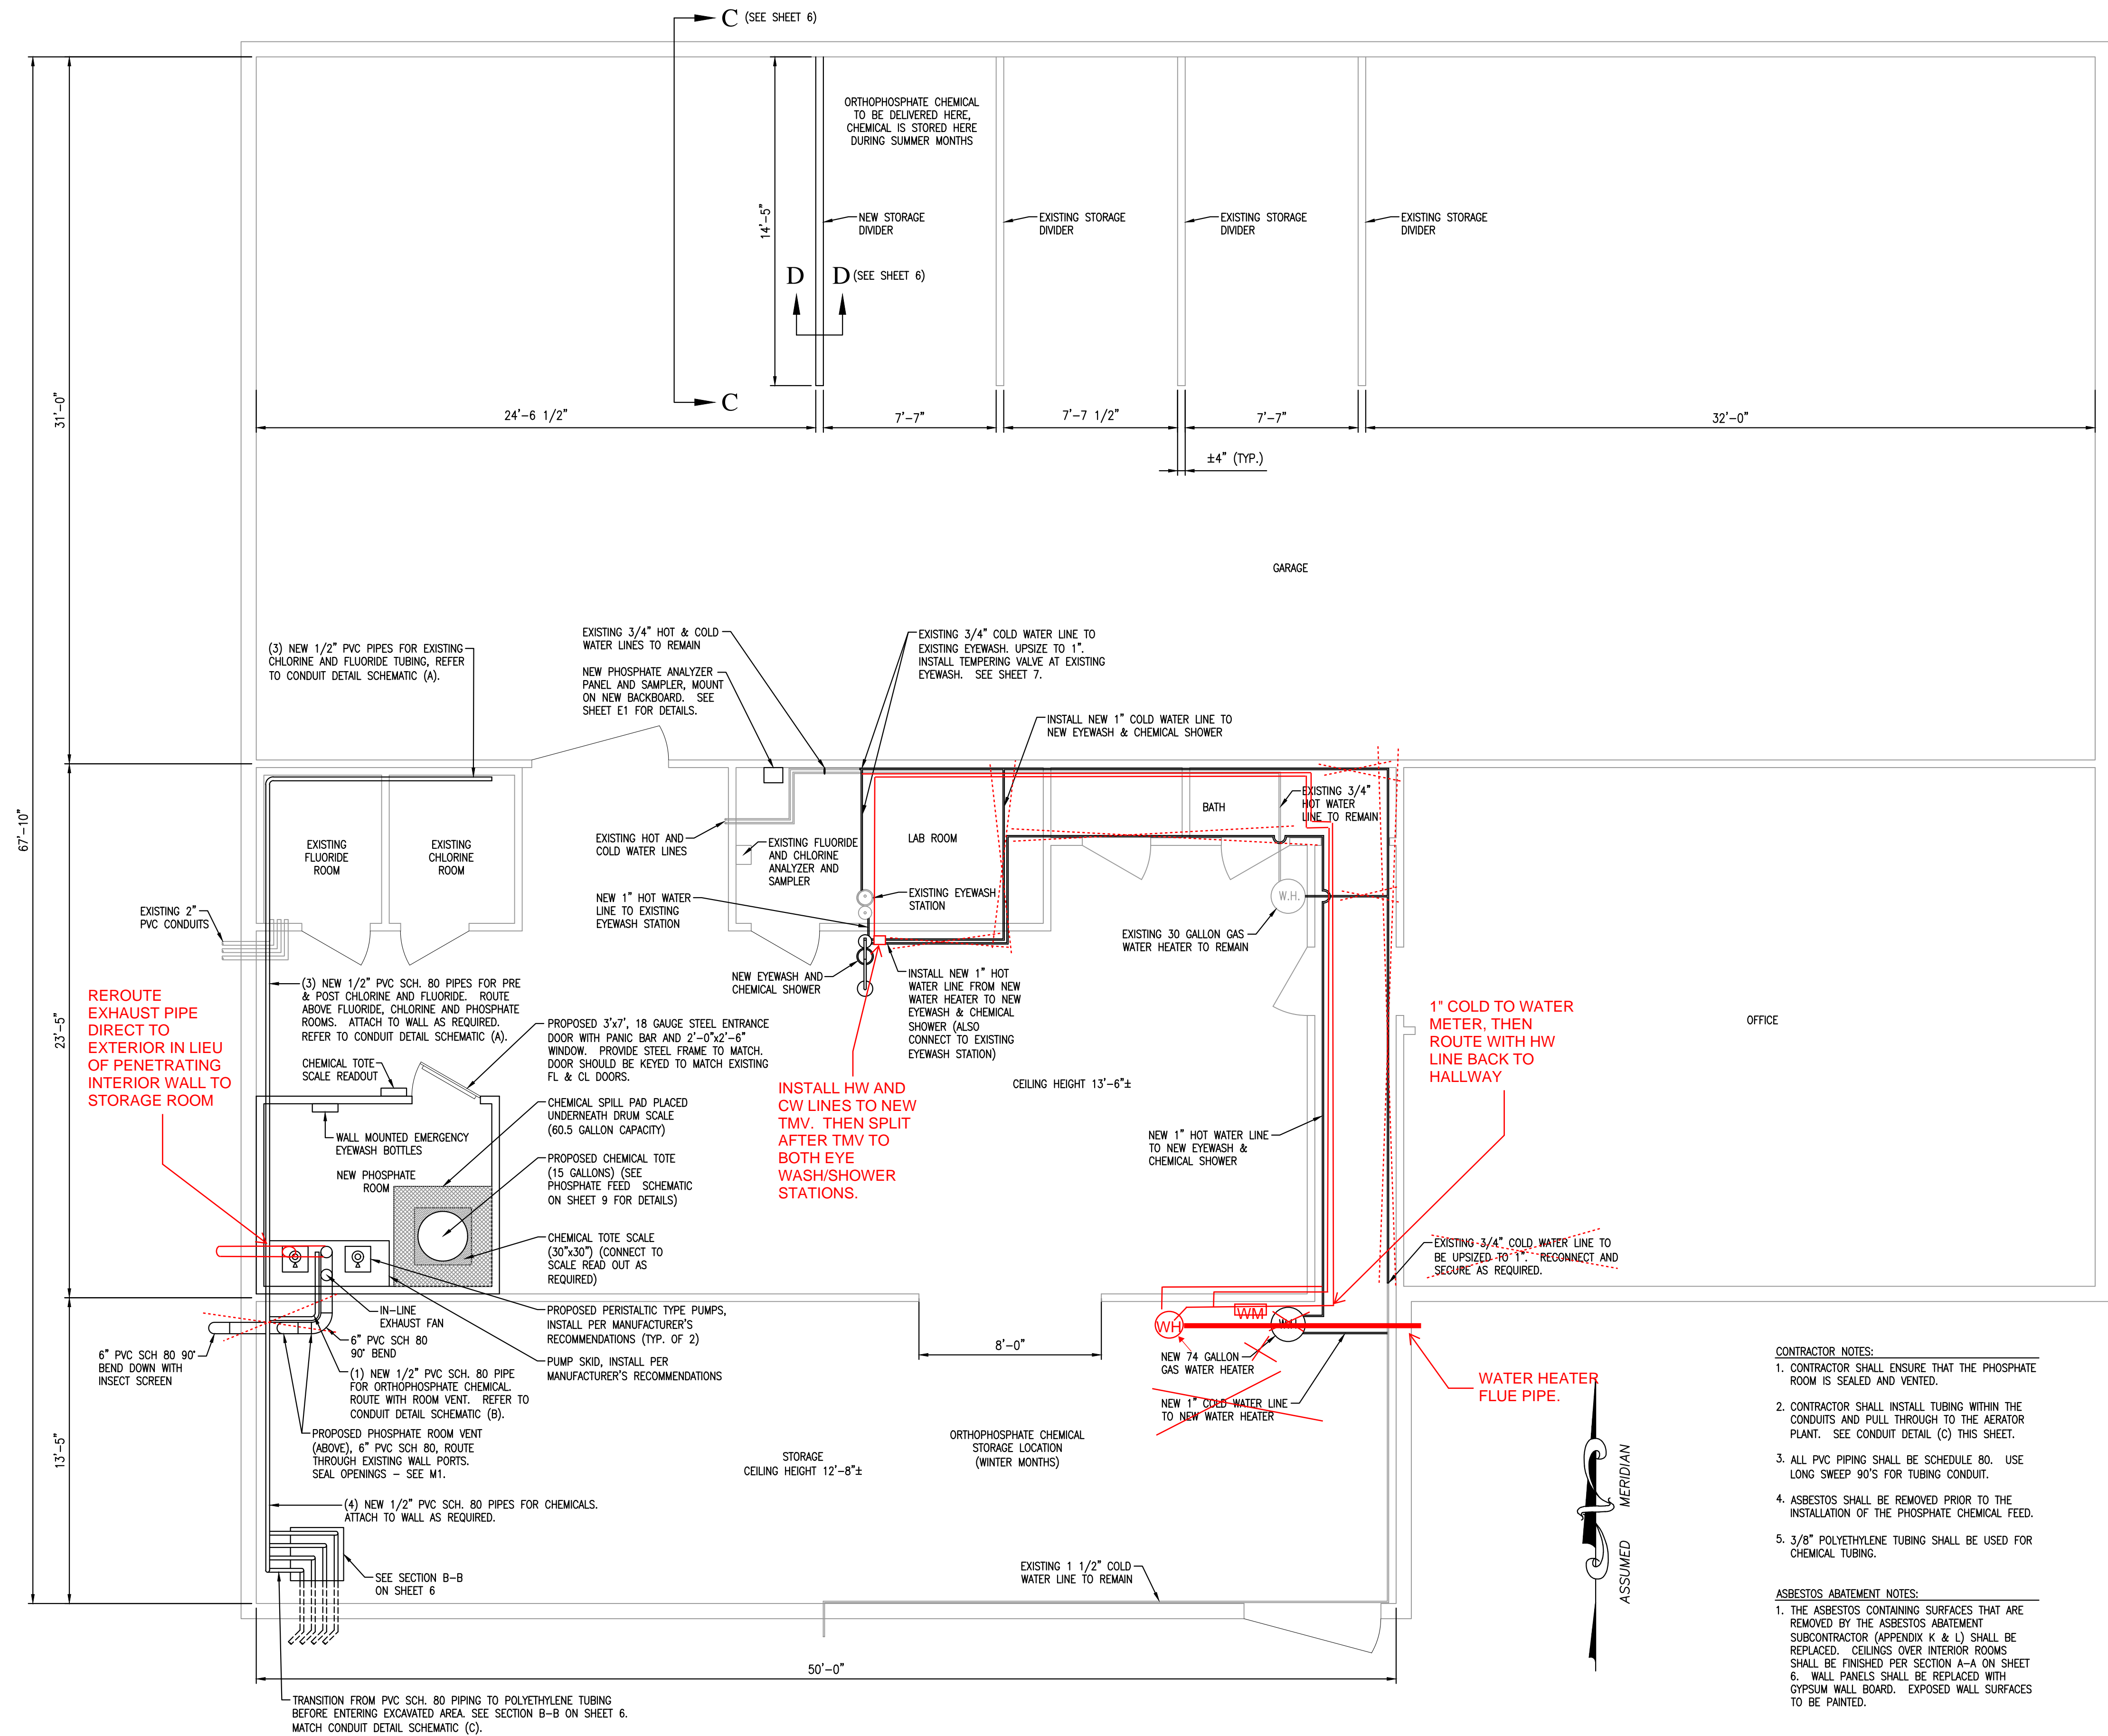 C (SEE SHEET 6)
ORTHOPHOSPHATE CHEMICAL
TO BE DELIVERED HERE,
CHEMICAL IS STORED HERE
DURING SUMMER MONTHS
14'-5"
NEW STORAGE
DIVIDER
EXISTING STORAGE
DIVIDER
EXISTING STORAGE
DIVIDER
EXISTING STORAGE
DIVIDER
D D (SEE SHEET 6)
C
31'-0"
24'-6 1/2"
7'-7"
7'-7 1/2"
7'-7"
32'-0"
±4" (TYP.)
GARAGE
67'-10"
(3) NEW 1/2" PVC PIPES FOR EXISTING
CHLORINE AND FLUORIDE TUBING, REFER
TO CONDUIT DETAIL SCHEMATIC (A).
EXISTING 3/4" HOT & COLD
WATER LINES TO REMAIN
NEW PHOSPHATE ANALYZER
PANEL AND SAMPLER, MOUNT
ON NEW BACKBOARD. SEE
SHEET E1 FOR DETAILS.
EXISTING 3/4" COLD WATER LINE TO
EXISTING EYEWASH. UPSIZE TO 1".
INSTALL TEMPERING VALVE AT EXISTING
EYEWASH. SEE SHEET 7.
INSTALL NEW 1" COLD WATER LINE TO
NEW EYEWASH & CHEMICAL SHOWER
EXISTING
FLUORIDE
ROOM
EXISTING
CHLORINE
ROOM
EXISTING HOT AND
COLD WATER LINES
EXISTING FLUORIDE
AND CHLORINE
ANALYZER AND
SAMPLER
LAB ROOM
BATH
EXISTING 3/4"
HOT WATER
LINE TO REMAIN
EXISTING 2"
PVC CONDUITS
NEW 1" HOT WATER
LINE TO EXISTING
EYEWASH STATION
EXISTING EYEWASH
STATION
W.H.
EXISTING 30 GALLON GAS
WATER HEATER TO REMAIN
NEW EYEWASH AND
CHEMICAL SHOWER
INSTALL NEW 1" HOT
WATER LINE FROM NEW
WATER HEATER TO NEW
EYEWASH & CHEMICAL
SHOWER (ALSO
CONNECT TO EXISTING
EYEWASH STATION)
(3) NEW 1/2" PVC SCH. 80 PIPES FOR PRE
& POST CHLORINE AND FLUORIDE. ROUTE
ABOVE FLUORIDE, CHLORINE AND PHOSPHATE
ROOMS. ATTACH TO WALL AS REQUIRED.
REFER TO CONDUIT DETAIL SCHEMATIC (A).
REROUTE
EXHAUST PIPE
DIRECT TO
EXTERIOR IN LIEU
OF PENETRATING
INTERIOR WALL TO
STORAGE ROOM
23'-5"
PROPOSED 3'x7', 18 GAUGE STEEL ENTRANCE
DOOR WITH PANIC BAR AND 2'-0"x2'-6"
WINDOW. PROVIDE STEEL FRAME TO MATCH.
DOOR SHOULD BE KEYED TO MATCH EXISTING
FL & CL DOORS.
CHEMICAL TOTE
SCALE READOUT
INSTALL HW AND
CW LINES TO NEW
TMV. THEN SPLIT
AFTER TMV TO
BOTH EYE
WASH/SHOWER
STATIONS.
CEILING HEIGHT 13'-6"±
1" COLD TO WATER
METER, THEN
ROUTE WITH HW
LINE BACK TO
HALLWAY
OFFICE
CHEMICAL SPILL PAD PLACED
UNDERNEATH DRUM SCALE
(60.5 GALLON CAPACITY)
WALL MOUNTED EMERGENCY
EYEWASH BOTTLES
NEW PHOSPHATE
ROOM
PROPOSED CHEMICAL TOTE
(15 GALLONS) (SEE
PHOSPHATE FEED SCHEMATIC
ON SHEET 9 FOR DETAILS)
NEW 1" HOT WATER LINE
TO NEW EYEWASH &
CHEMICAL SHOWER
CHEMICAL TOTE SCALE
(30"x30") (CONNECT TO
SCALE READ OUT AS
REQUIRED)
EXISTING 3/4" COLD WATER LINE TO
BE UPSIZED TO 1". RECONNECT AND
SECURE AS REQUIRED.
IN-LINE
EXHAUST FAN
PROPOSED PERISTALTIC TYPE PUMPS,
INSTALL PER MANUFACTURER'S
RECOMMENDATIONS (TYP. OF 2)
WM
WH
W.H.
6" PVC SCH 80
90° BEND
6" PVC SCH 80 90°
BEND DOWN WITH
INSECT SCREEN
8'-0"
NEW 74 GALLON
GAS WATER HEATER
PUMP SKID, INSTALL PER
MANUFACTURER'S RECOMMENDATIONS
(1) NEW 1/2" PVC SCH. 80 PIPE
FOR ORTHOPHOSPHATE CHEMICAL.
ROUTE WITH ROOM VENT. REFER TO
CONDUIT DETAIL SCHEMATIC (B).
WATER HEATER
FLUE PIPE.
NEW 1" COLD WATER LINE
TO NEW WATER HEATER
PROPOSED PHOSPHATE ROOM VENT
(ABOVE), 6" PVC SCH 80, ROUTE
THROUGH EXISTING WALL PORTS.
SEAL OPENINGS - SEE M1.
13'-5"
STORAGE
CEILING HEIGHT 12'-8"±
ORTHOPHOSPHATE CHEMICAL
STORAGE LOCATION
(WINTER MONTHS)
(4) NEW 1/2" PVC SCH. 80 PIPES FOR CHEMICALS.
ATTACH TO WALL AS REQUIRED.
SEE SECTION B-B
ON SHEET 6
EXISTING 1 1/2" COLD
WATER LINE TO REMAIN
50'-0"
TRANSITION FROM PVC SCH. 80 PIPING TO POLYETHYLENE TUBING
BEFORE ENTERING EXCAVATED AREA. SEE SECTION B-B ON SHEET 6.
MATCH CONDUIT DETAIL SCHEMATIC (C).
ASSUMED MERIDIAN
CONTRACTOR NOTES:
1. CONTRACTOR SHALL ENSURE THAT THE PHOSPHATE
ROOM IS SEALED AND VENTED.
2. CONTRACTOR SHALL INSTALL TUBING WITHIN THE
CONDUITS AND PULL THROUGH TO THE AERATOR
PLANT. SEE CONDUIT DETAIL (C) THIS SHEET.
3. ALL PVC PIPING SHALL BE SCHEDULE 80. USE
LONG SWEEP 90'S FOR TUBING CONDUIT.
4. ASBESTOS SHALL BE REMOVED PRIOR TO THE
INSTALLATION OF THE PHOSPHATE CHEMICAL FEED.
5. 3/8" POLYETHYLENE TUBING SHALL BE USED FOR
CHEMICAL TUBING.
ASBESTOS ABATEMENT NOTES:
1. THE ASBESTOS CONTAINING SURFACES THAT ARE
REMOVED BY THE ASBESTOS ABATEMENT
SUBCONTRACTOR (APPENDIX K & L) SHALL BE
REPLACED. CEILINGS OVER INTERIOR ROOMS
SHALL BE FINISHED PER SECTION A-A ON SHEET
6. WALL PANELS SHALL BE REPLACED WITH
GYPSUM WALL BOARD. EXPOSED WALL SURFACES
TO BE PAINTED.